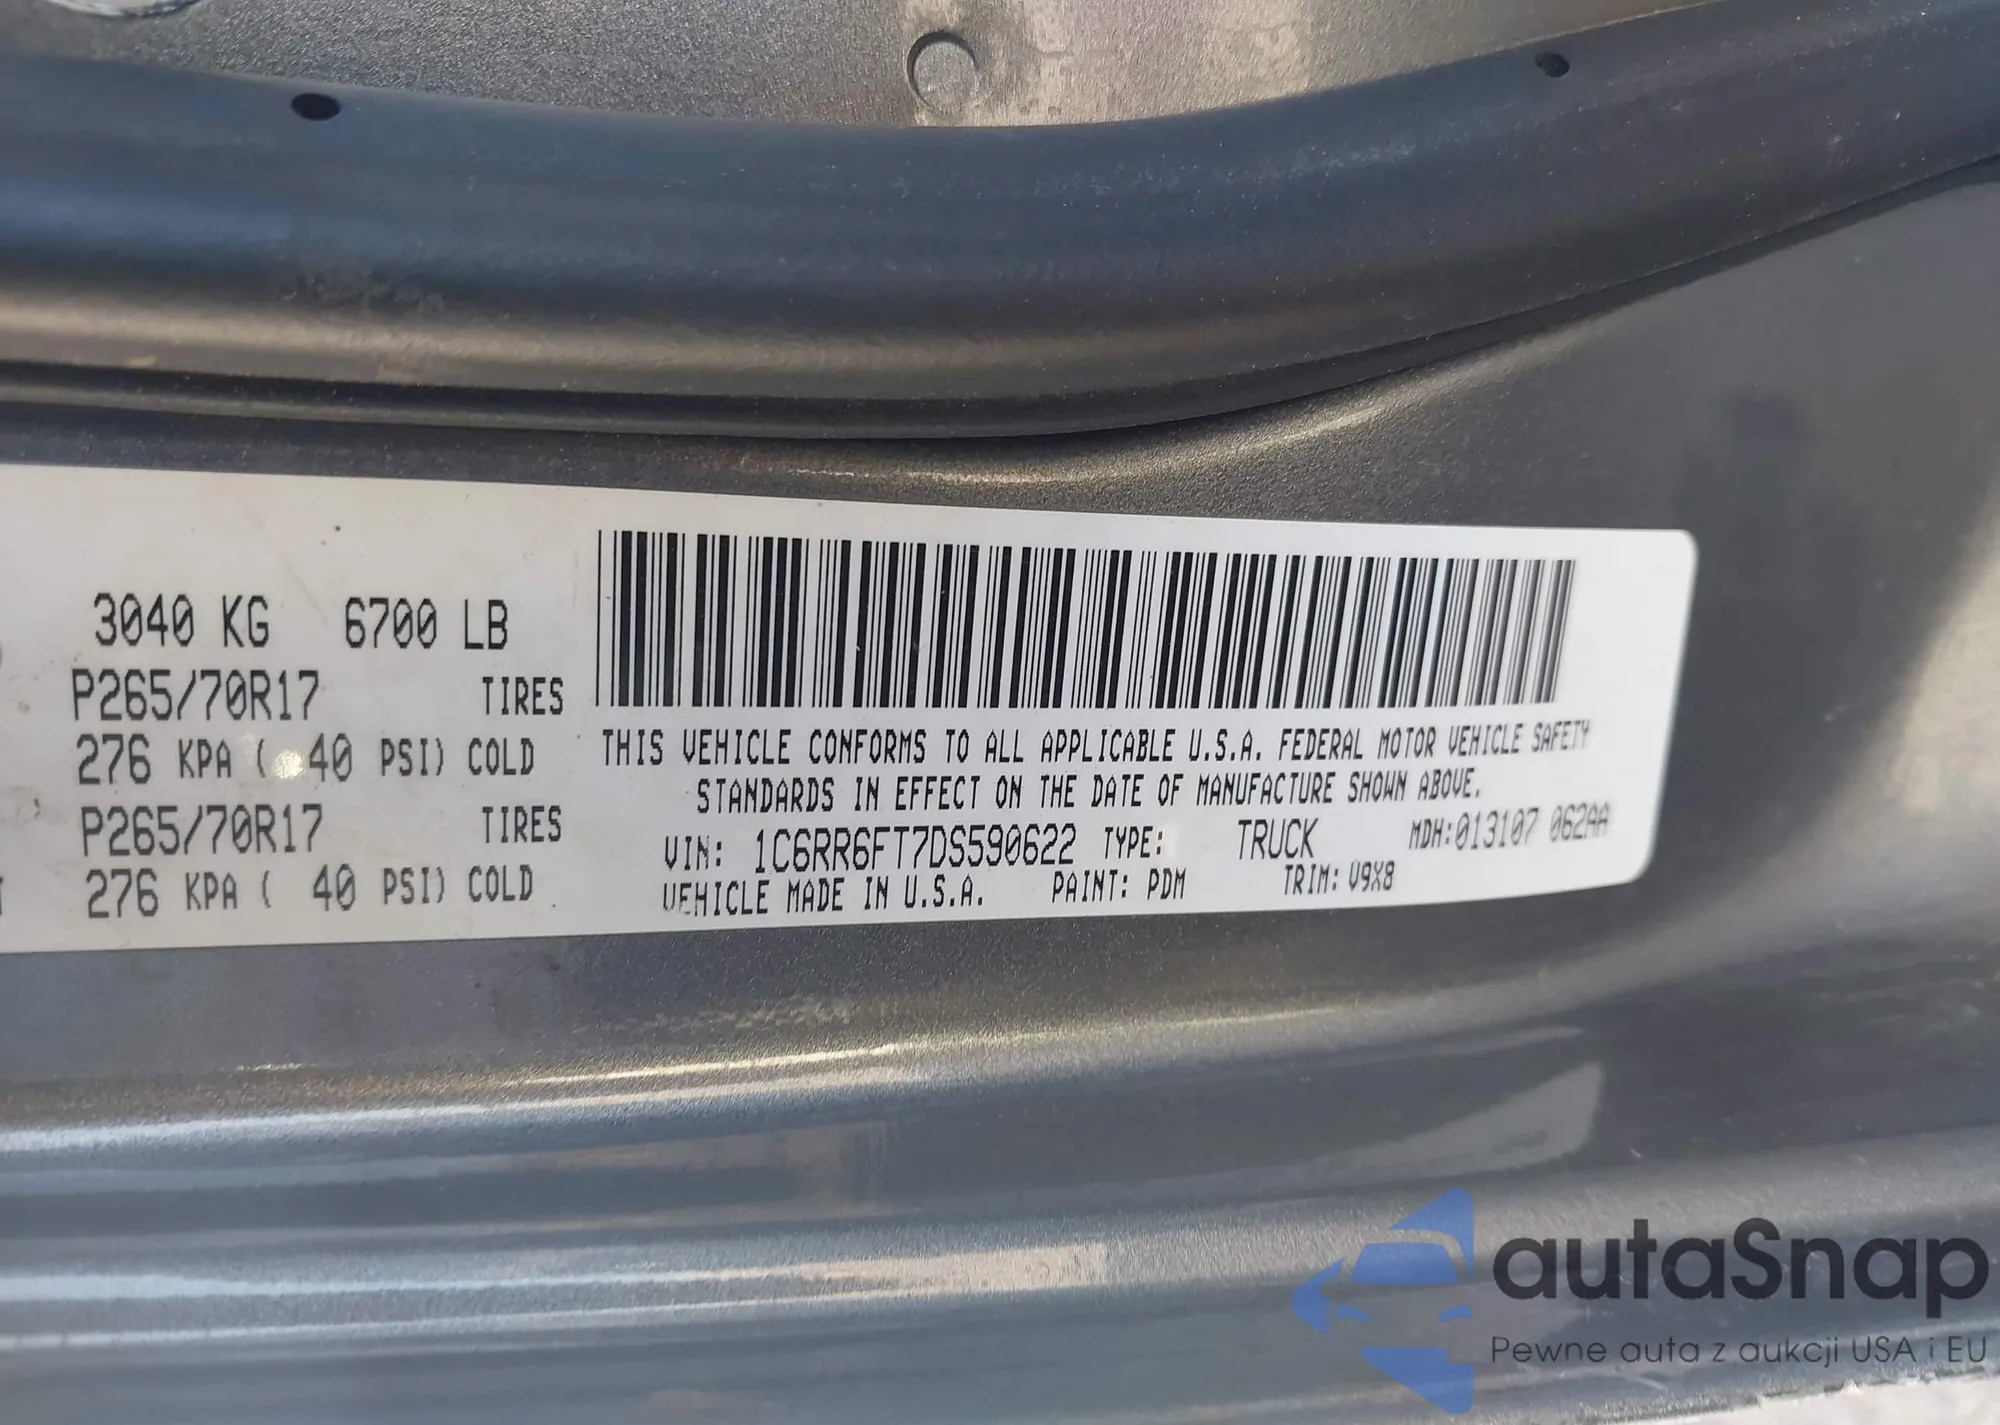 3040 KG 6700 LB
P265/70R17 TIRES
276 KPA ( 40 PSI) COLD
P265/70R17 TIRES
276 KPA ( 40 PSI) COLD
THIS VEHICLE CONFORMS TO ALL APPLICABLE U.S.A. FEDERAL MOTOR VEHICLE SAFETY
STANDARDS IN EFFECT ON THE DATE OF MANUFACTURE SHOWN ABOVE.
VIN: 1C6RR6FT7DS590622 TYPE: TRUCK MDH:013107 062AA
VEHICLE MADE IN U.S.A. PAINT: PDM TRIM: V9X8
autaSnap
Pewne auta z aukcji USA i EU